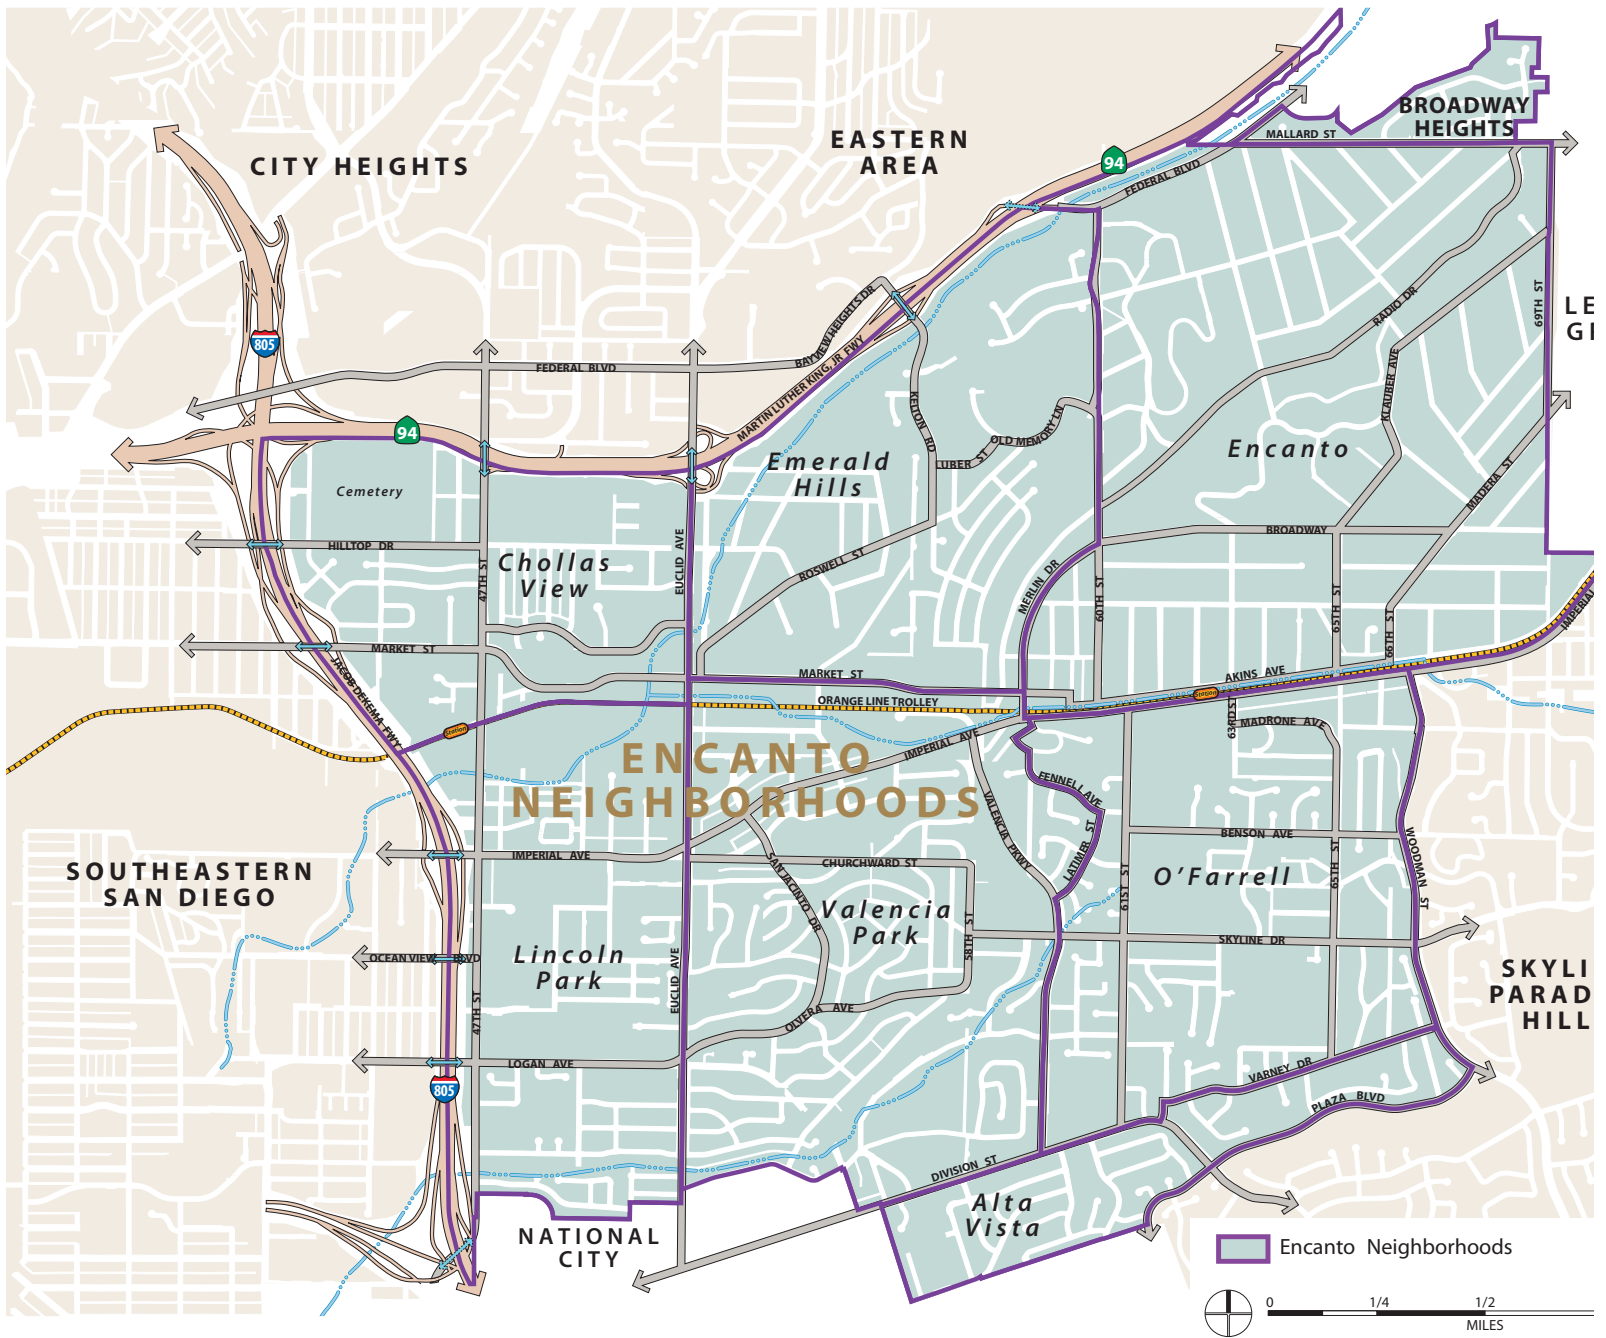 BROADWAY
HEIGHTS
MALLARD ST
EASTERN
AREA
CITY HEIGHTS
94
FEDERAL BLVD
805
BAYVIEW HEIGHTS DR
FEDERAL BLVD
MARTIN LUTHER KING, JR FWY
RADIO DR
69TH ST
LE
GR
KLAUBER AVE
KELTON RD
OLD MEMORY LN
LUBER ST
94
Emerald
Hills
Encanto
Cemetery
MADERA ST
HILLTOP DR
BROADWAY
Chollas
View
47TH ST
EUCLID AVE
ROSWELL ST
MERLIN DR
60TH ST
65TH ST
66TH ST
IMPERIAL
MARKET ST
JACOB DEKEMA FWY
MARKET ST
AKINS AVE
ORANGE LINE TROLLEY
Station
Station
63RD ST
MADRONE AVE
IMPERIAL AVE
ENCANTO
NEIGHBORHOODS
FENNELL AVE
VALENCIA PKWY
LATIMER ST
BENSON AVE
WOODMAN ST
IMPERIAL AVE
CHURCHWARD ST
SAN JACINTO DR
61ST ST
65TH ST
O'Farrell
SOUTHEASTERN
SAN DIEGO
Valencia
Park
58TH ST
SKYLINE DR
Lincoln
Park
OCEAN VIEW BLVD
EUCLID AVE
47TH ST
OLVERA AVE
SKYLI
PARAD
HILL
LOGAN AVE
805
VARNEY DR
PLAZA BLVD
DIVISION ST
Alta
Vista
NATIONAL
CITY
Encanto Neighborhoods
0 1/4 1/2
MILES